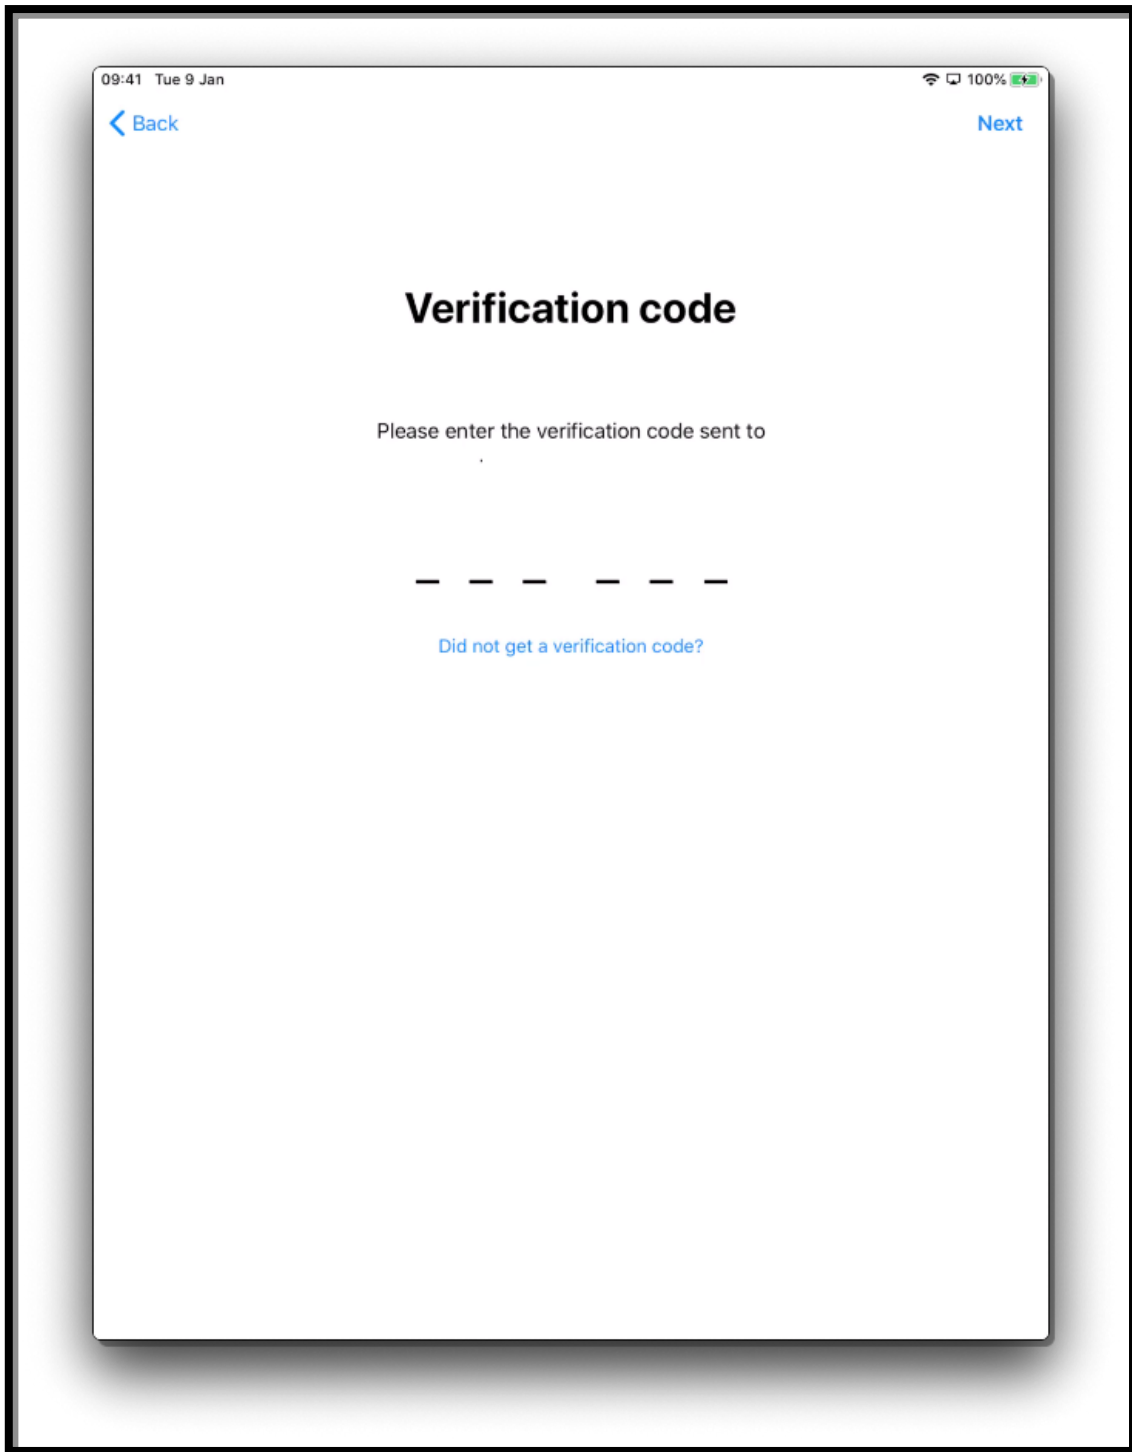 09:41 Tue 9 Jan 100%
Back Next
Verification code
Please enter the verification code sent to
Did not get a verification code?